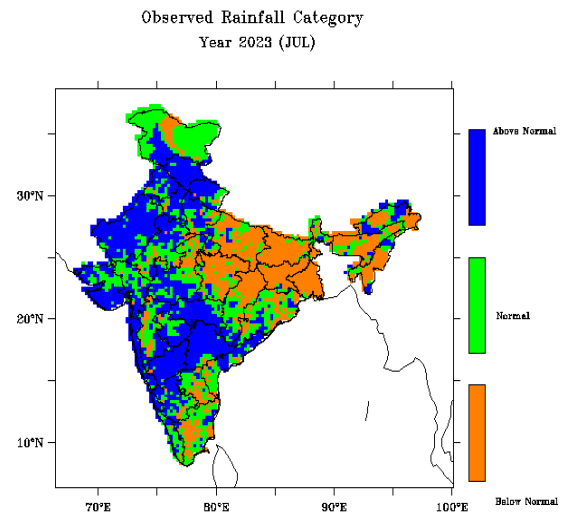 Observed Rainfall Category
Year 2023 (JUL)
Above Normal
30°N
Normal
20°N
10°N
Below Normal
70°E 80°E 90°E 100°E